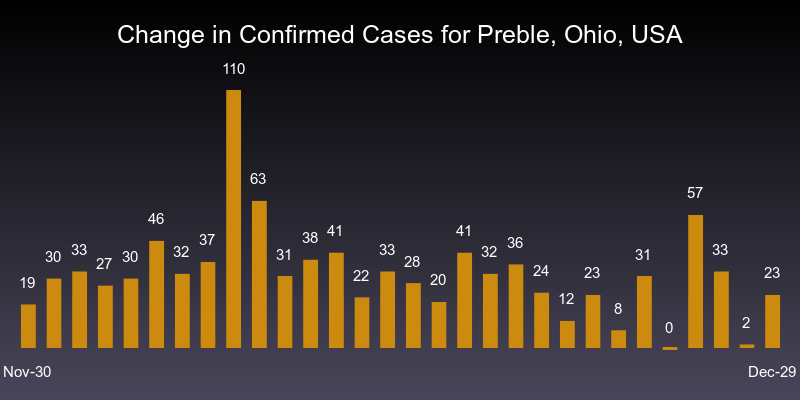 Change in Confirmed Cases for Preble, Ohio, USA
19 30 33 27 30 46 32 37 110 63 31 38 41 22 33 28 20 41 32 36 24 12 23 8 31 0 57 33 2 23
Nov-30 Dec-29